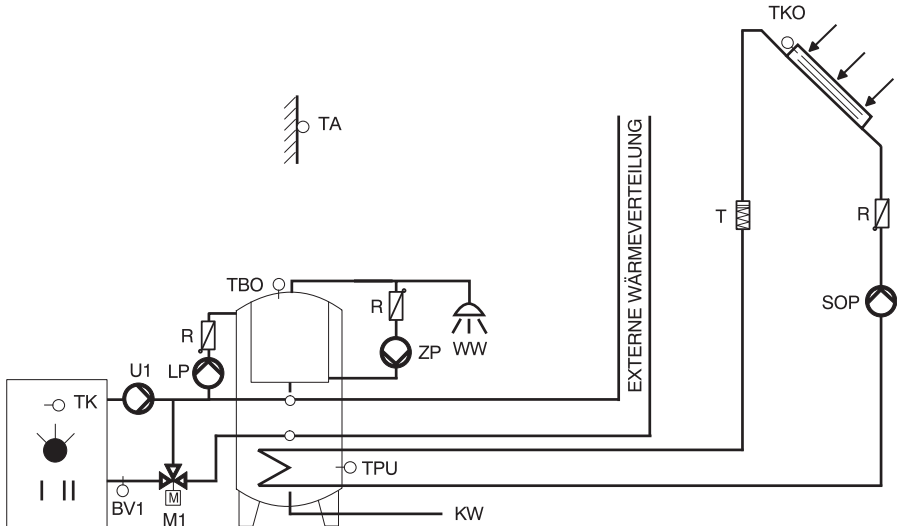 TKO
TA
EXTERNE WÄRMEVERTEILUNG
T
R
TBO
R
SOP
R
ZP
WW
U1
LP
TK
I II
TPU
BV1
M
M1
KW